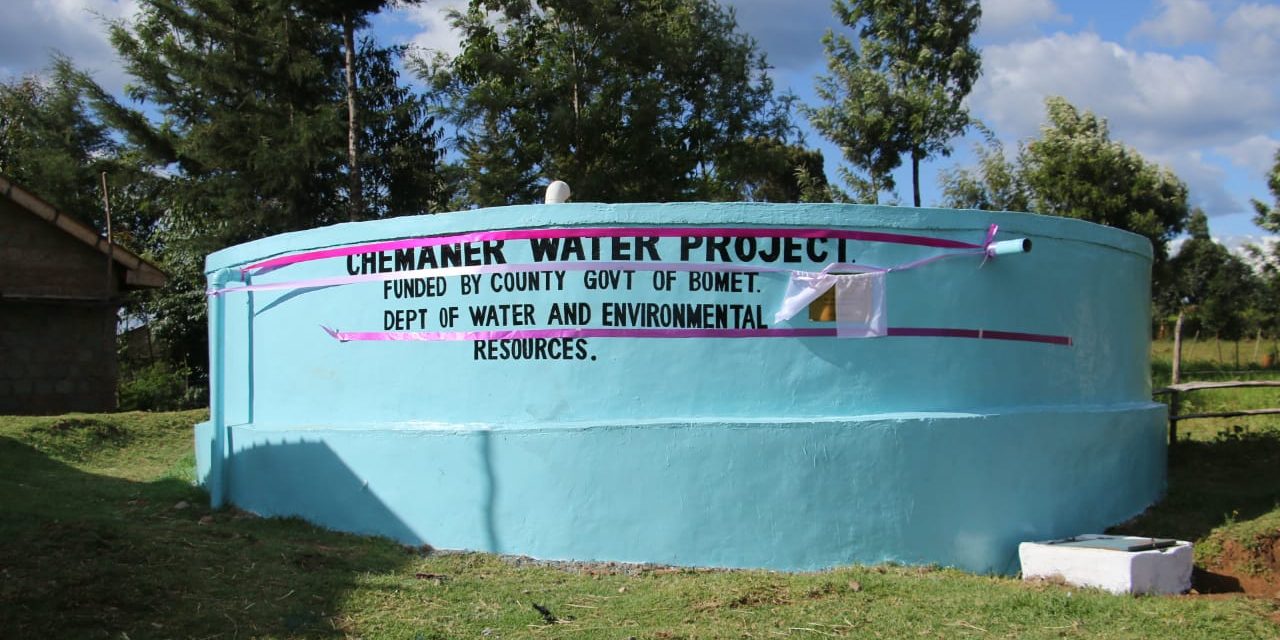 CHEMANER WATER PROJECT.
FUNDED BY COUNTY GOVT OF BOMET.
DEPT OF WATER AND ENVIRONMENTAL
RESOURCES.